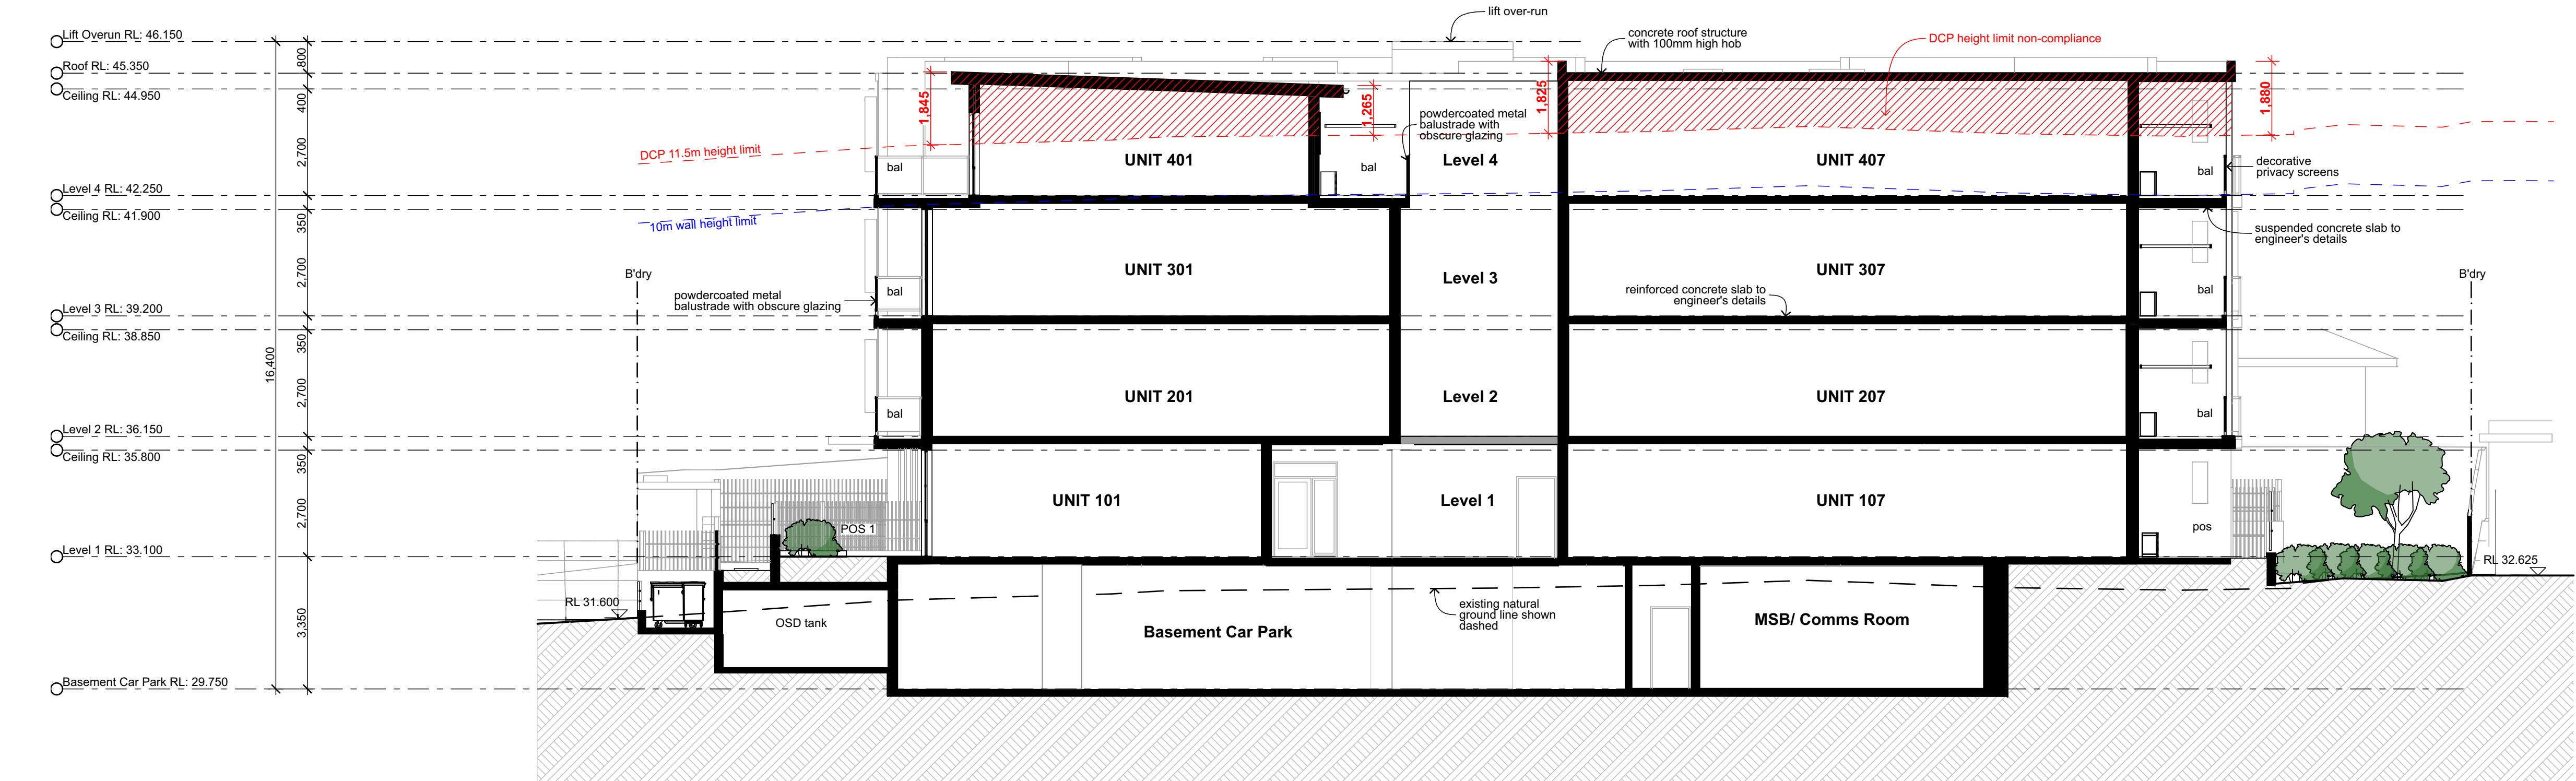 lift over-run
Lift Overun RL: 46.150
concrete roof structure
with 100mm high hob
DCP height limit non-compliance
800
Roof RL: 45.350
Ceiling RL: 44.950
400
1,845
1,265
1,825
1,880
powdercoated metal
balustrade with
obscure glazing
DCP 11.5m height limit
2,700
bal
UNIT 401
bal
Level 4
UNIT 407
bal
decorative
privacy screens
Level 4 RL: 42.250
Ceiling RL: 41.900
350
10m wall height limit
suspended concrete slab to
engineer's details
B'dry
B'dry
2,700
UNIT 301
Level 3
UNIT 307
bal
bal
powdercoated metal
balustrade with obscure glazing
reinforced concrete slab to
engineer's details
Level 3 RL: 39.200
Ceiling RL: 38.850
350
16,400
2,700
UNIT 201
Level 2
UNIT 207
bal
bal
Level 2 RL: 36.150
Ceiling RL: 35.800
350
2,700
UNIT 101
Level 1
UNIT 107
POS 1
pos
Level 1 RL: 33.100
RL 32.625
RL 31.600
existing natural
ground line shown
dashed
3,350
OSD tank
Basement Car Park
MSB/ Comms Room
Basement Car Park RL: 29.750